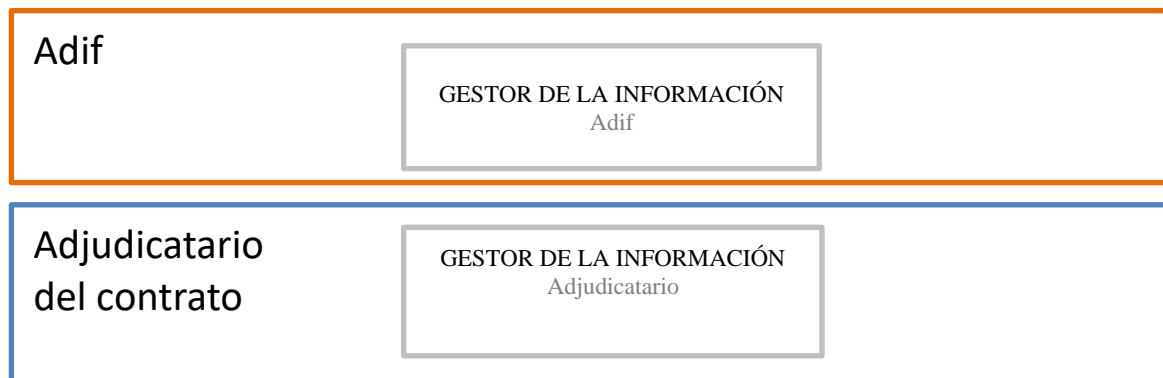 Adif
GESTOR DE LA INFORMACIÓN
Adif
Adjudicatario
del contrato
GESTOR DE LA INFORMACIÓN
Adjudicatario